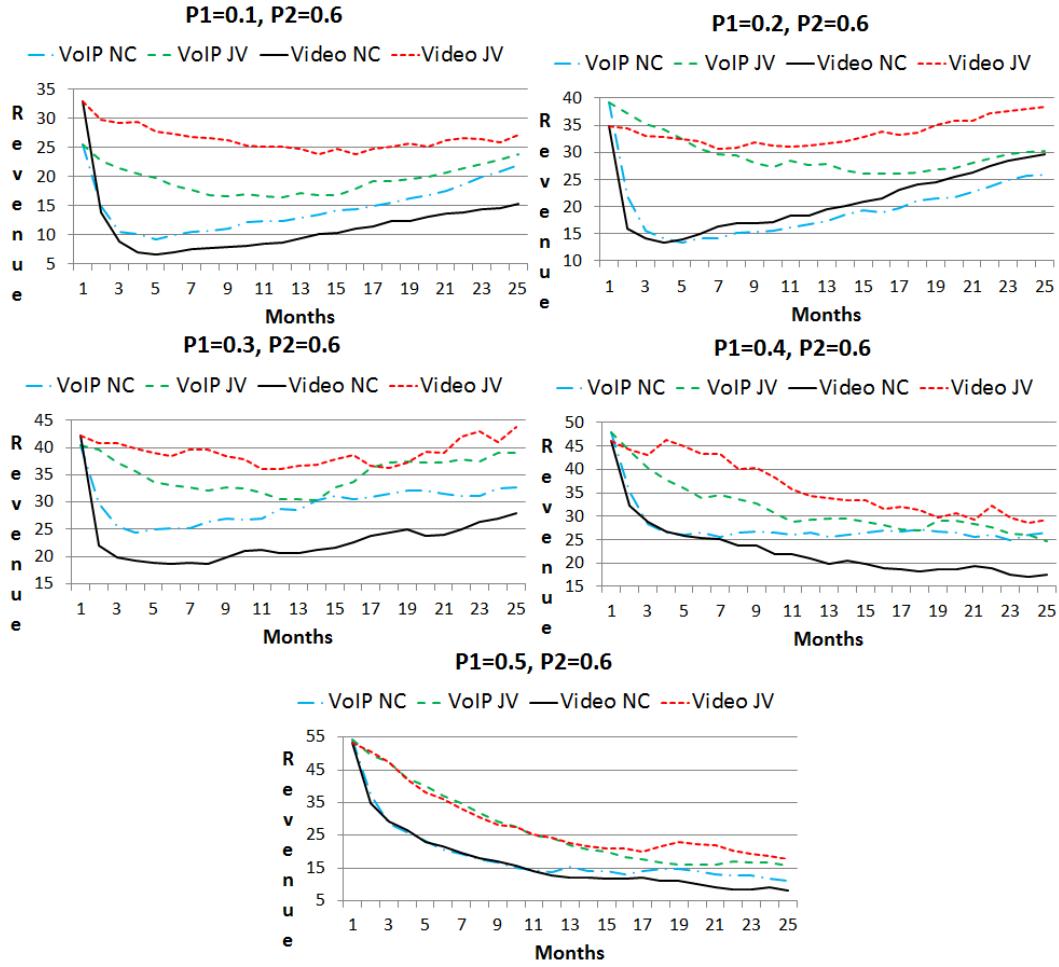 P1=0.1, P2=0.6
VoIP NC VoIP JV Video NC Video JV
Revenue
35
30
25
20
15
10
5
1 3 5 7 9 11 13 15 17 19 21 23 25
Months
P1=0.2, P2=0.6
VoIP NC VoIP JV Video NC Video JV
Revenue
40
35
30
25
20
15
10
1 3 5 7 9 11 13 15 17 19 21 23 25
Months
P1=0.3, P2=0.6
VoIP NC VoIP JV Video NC Video JV
Revenue
45
40
35
30
25
20
15
1 3 5 7 9 11 13 15 17 19 21 23 25
Months
P1=0.4, P2=0.6
VoIP NC VoIP JV Video NC Video JV
Revenue
50
45
40
35
30
25
20
15
1 3 5 7 9 11 13 15 17 19 21 23 25
Months
P1=0.5, P2=0.6
VoIP NC VoIP JV Video NC Video JV
Revenue
55
45
35
25
15
5
1 3 5 7 9 11 13 15 17 19 21 23 25
Months